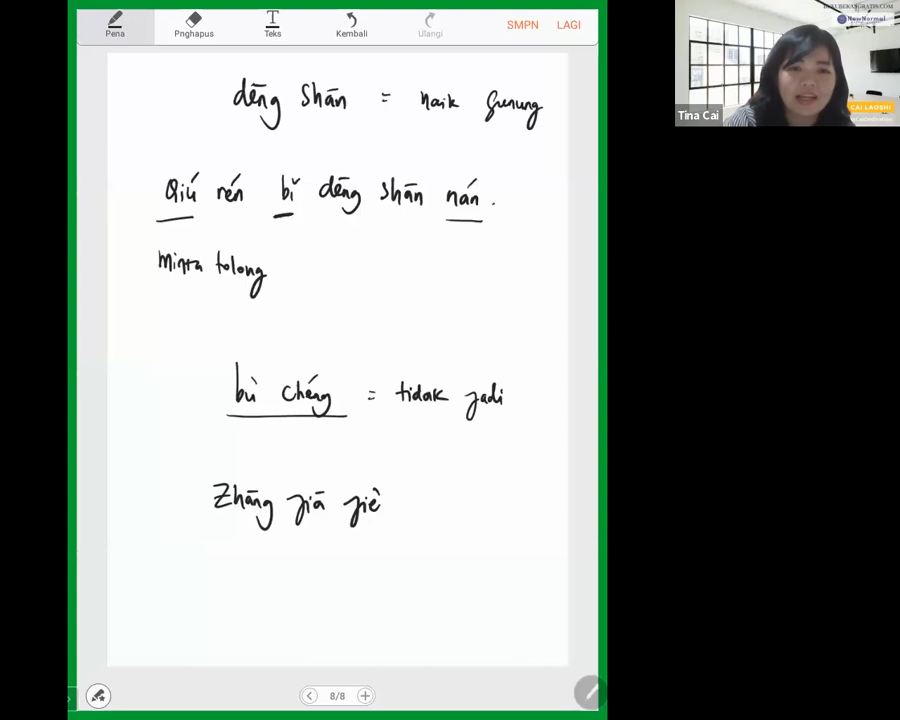 Pena
Pnghapus
Teks
Kembali
Ulangi
SMPN
LAGI
dēng shān = naik gunung
Qiú rén bǐ dēng shān nán.
minta tolong
bù chéng = tidak jadi
Zhāng jiā jiè
8/8
NewNormal
CAI LAOSHI
Tina Cai